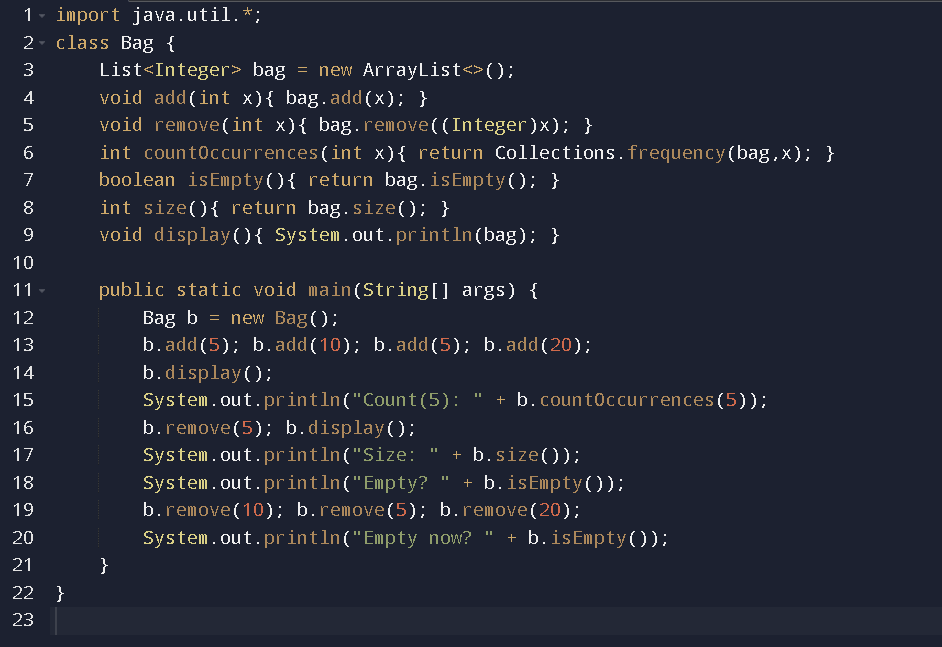 1 import java.util.*;
2 class Bag {
3     List<Integer> bag = new ArrayList<>();
4     void add(int x){ bag.add(x); }
5     void remove(int x){ bag.remove((Integer)x); }
6     int countOccurrences(int x){ return Collections.frequency(bag,x); }
7     boolean isEmpty(){ return bag.isEmpty(); }
8     int size(){ return bag.size(); }
9     void display(){ System.out.println(bag); }
10
11     public static void main(String[] args) {
12         Bag b = new Bag();
13         b.add(5); b.add(10); b.add(5); b.add(20);
14         b.display();
15         System.out.println("Count(5): " + b.countOccurrences(5));
16         b.remove(5); b.display();
17         System.out.println("Size: " + b.size());
18         System.out.println("Empty? " + b.isEmpty());
19         b.remove(10); b.remove(5); b.remove(20);
20         System.out.println("Empty now? " + b.isEmpty());
21     }
22 }
23